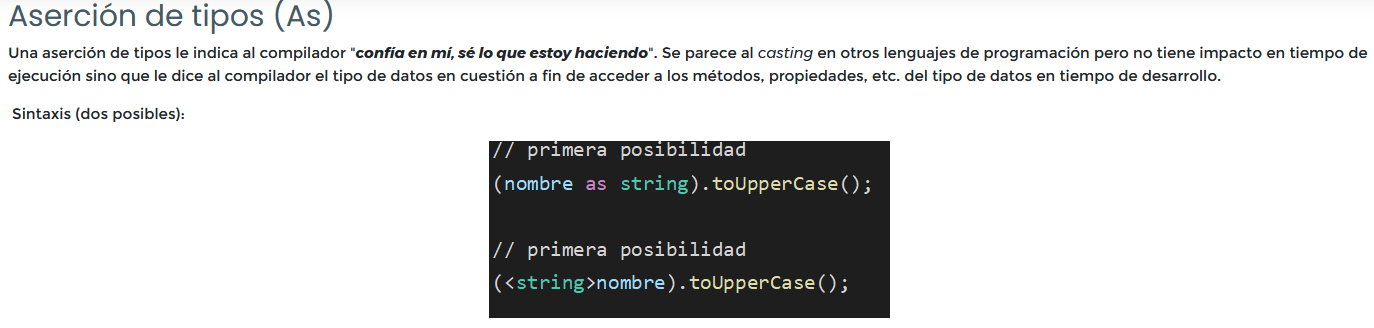 Aserción de tipos (As)
Una aserción de tipos le indica al compilador "confía en mí, sé lo que estoy haciendo". Se parece al casting en otros lenguajes de programación pero no tiene impacto en tiempo de
ejecución sino que le dice al compilador el tipo de datos en cuestión a fin de acceder a los métodos, propiedades, etc. del tipo de datos en tiempo de desarrollo.
Sintaxis (dos posibles):
// primera posibilidad
(nombre as string).toUpperCase();
// primera posibilidad
(<string>nombre).toUpperCase();